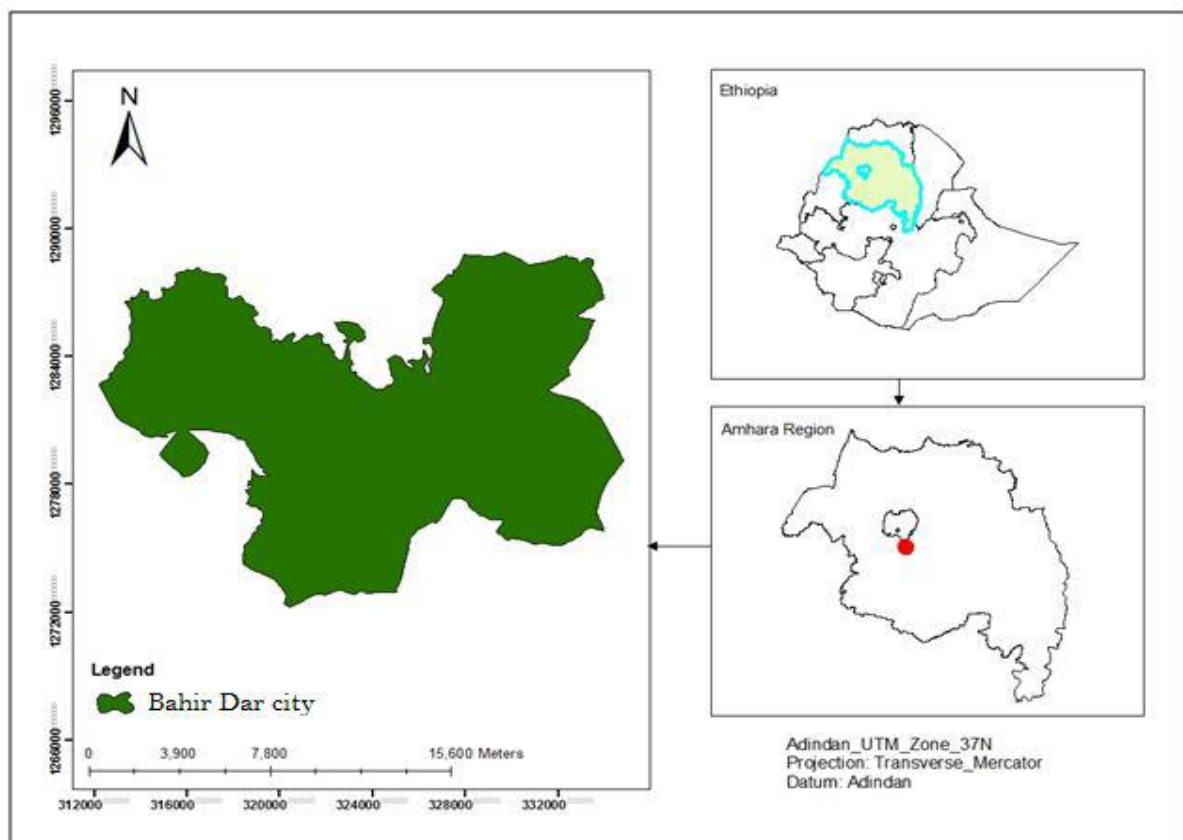 N
1296000
1290000
1284000
1278000
1272000
1266000
Legend
Bahir Dar city
0 3,900 7,800 15,600 Meters
312000 316000 320000 324000 328000 332000
Ethiopia
Amhara Region
Adindan_UTM_Zone_37N
Projection: Transverse_Mercator
Datum: Adindan